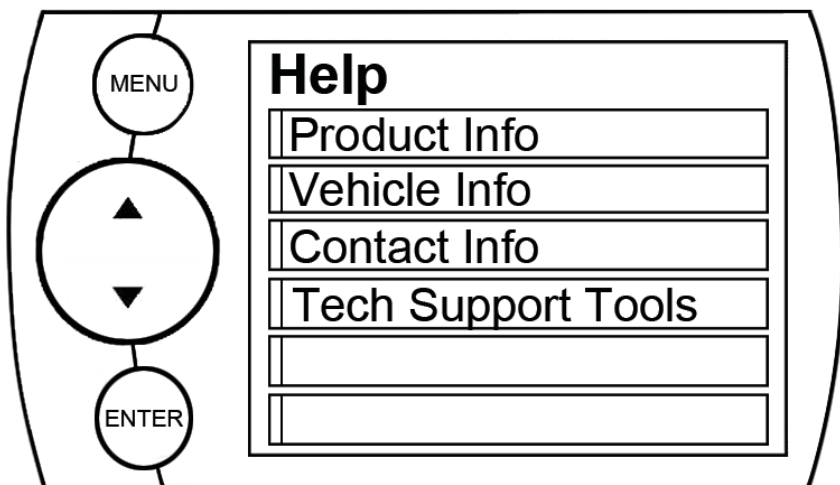 MENU
Help
Product Info
Vehicle Info
Contact Info
Tech Support Tools
ENTER